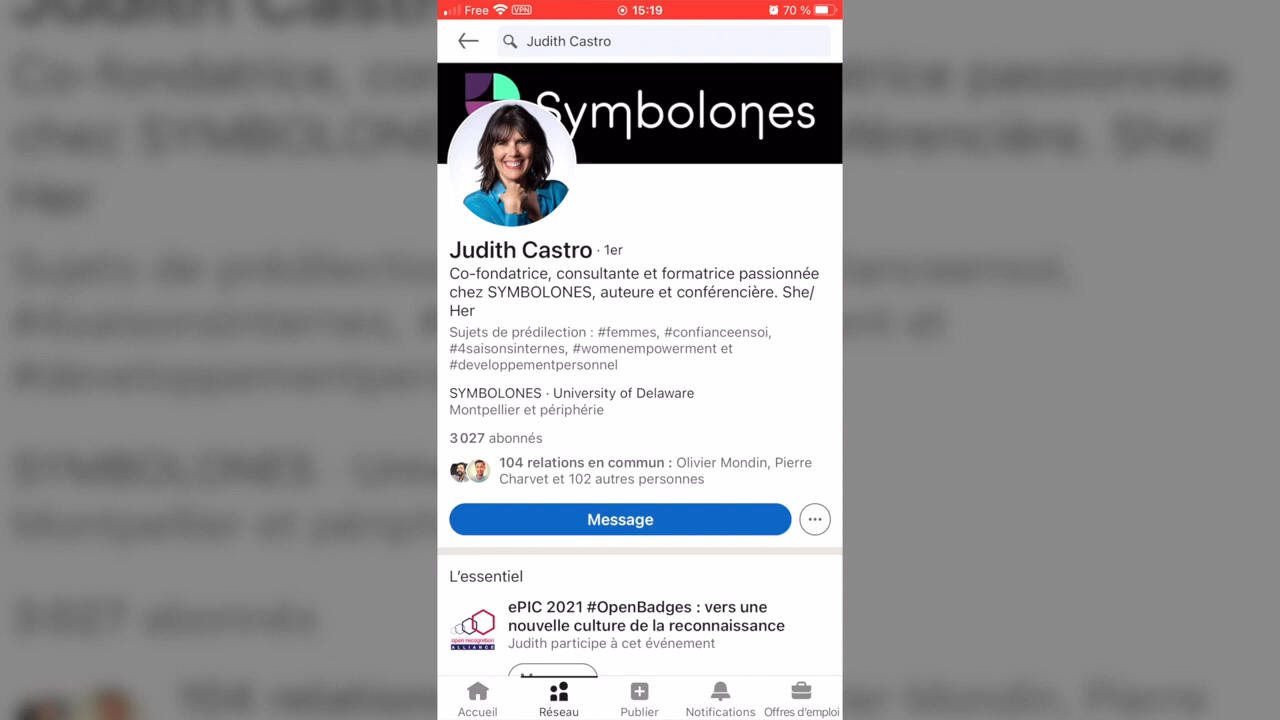 Free VPN 15:19 70 %
Judith Castro
Symbolones
Judith Castro · 1er
Co-fondatrice, consultante et formatrice passionnée
chez SYMBOLONES, auteure et conférencière. She/
Her
Sujets de prédilection : #femmes, #confianceensoi,
#4saisonsinternes, #womenempowerment et
#developpementpersonnel
SYMBOLONES · University of Delaware
Montpellier et périphérie
3 027 abonnés
104 relations en commun : Olivier Mondin, Pierre
Charvet et 102 autres personnes
Message
L’essentiel
ePIC 2021 #OpenBadges : vers une
nouvelle culture de la reconnaissance
Judith participe à cet événement
open recognition
ALLIANCE
Accueil Réseau Publier Notifications Offres d'emploi